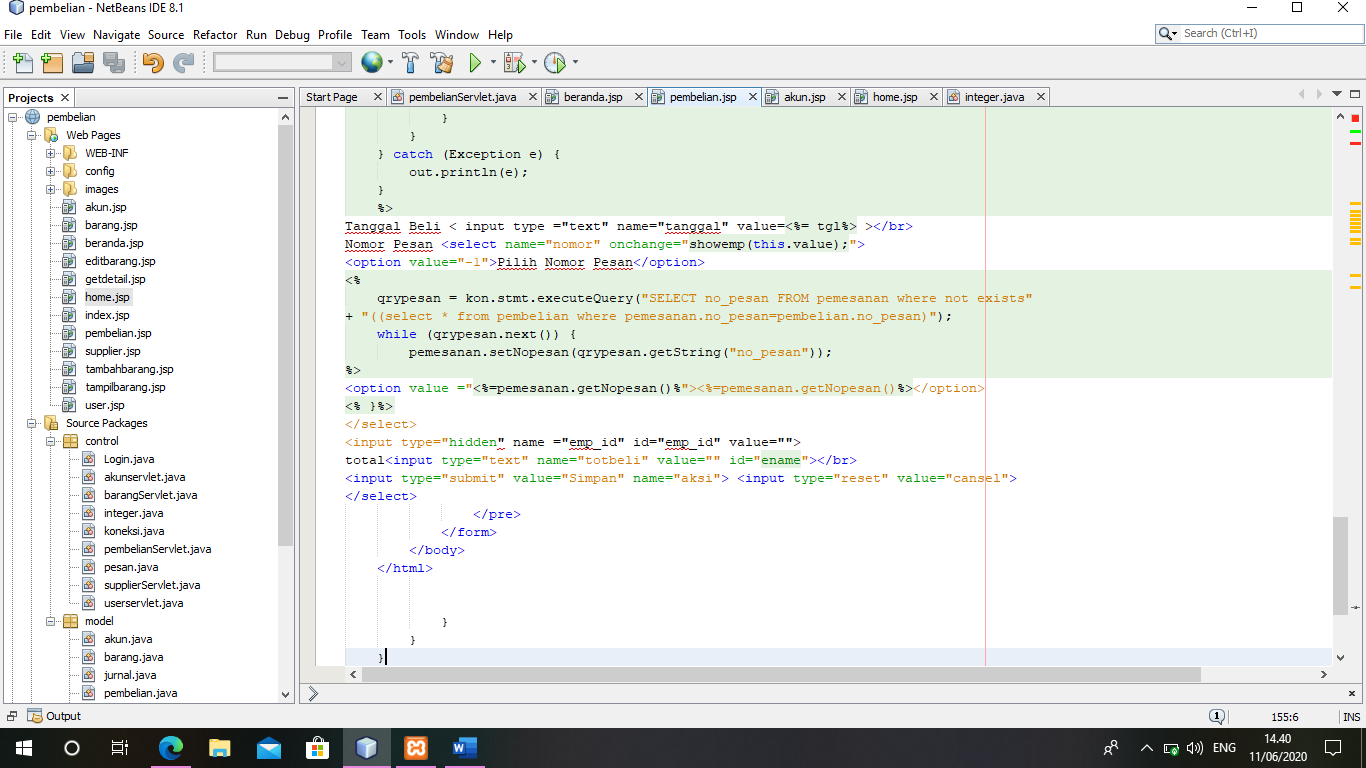 pembelian - NetBeans IDE 8.1
File Edit View Navigate Source Refactor Run Debug Profile Team Tools Window Help
Search (Ctrl+I)
Projects
pembelian
Web Pages
WEB-INF
config
images
akun.jsp
barang.jsp
beranda.jsp
editbarang.jsp
getdetail.jsp
home.jsp
index.jsp
pembelian.jsp
supplier.jsp
tambahbarang.jsp
tampilbarang.jsp
user.jsp
Source Packages
control
Login.java
akunservlet.java
barangServlet.java
integer.java
koneksi.java
pembelianServlet.java
pesan.java
supplierServlet.java
userservlet.java
model
akun.java
barang.java
jurnal.java
pembelian.java
Start Page pembelianServlet.java beranda.jsp pembelian.jsp akun.jsp home.jsp integer.java
}
}
} catch (Exception e) {
out.println(e);
}
%>
Tanggal Beli < input type ="text" name="tanggal" value=<%= tgl%> ></br>
Nomor Pesan <select name="nomor" onchange="showemp(this.value);">
<option value="-1">Pilih Nomor Pesan</option>
<%
qrypesan = kon.stmt.executeQuery("SELECT no_pesan FROM pemesanan where not exists"
+ "((select * from pembelian where pemesanan.no_pesan=pembelian.no_pesan)");
while (qrypesan.next()) {
pemesanan.setNopesan(qrypesan.getString("no_pesan"));
%>
<option value ="<%=pemesanan.getNopesan()%"><%=pemesanan.getNopesan()%></option>
<% }%>
</select>
<input type="hidden" name ="emp_id" id="emp_id" value="">
total<input type="text" name="totbeli" value="" id="ename"></br>
<input type="submit" value="Simpan" name="aksi"> <input type="reset" value="cansel">
</select>
</pre>
</form>
</body>
</html>
}
}
}
Output
1 155:6 INS
ENG
14.40
11/06/2020